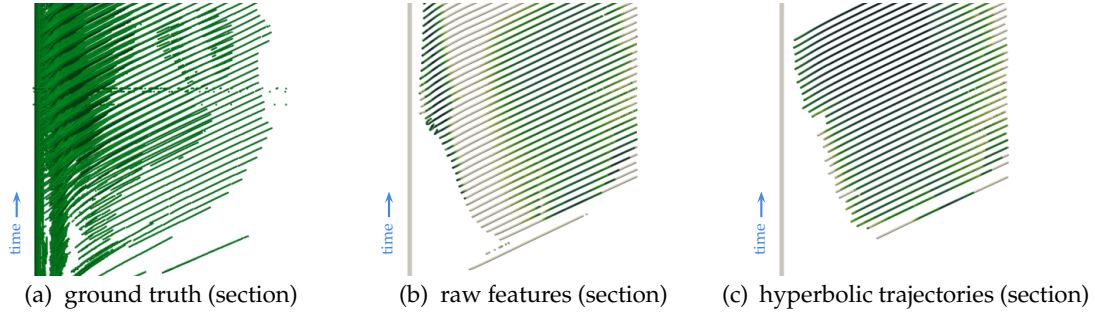 time →
time →
time →
(a) ground truth (section)
(b) raw features (section)
(c) hyperbolic trajectories (section)